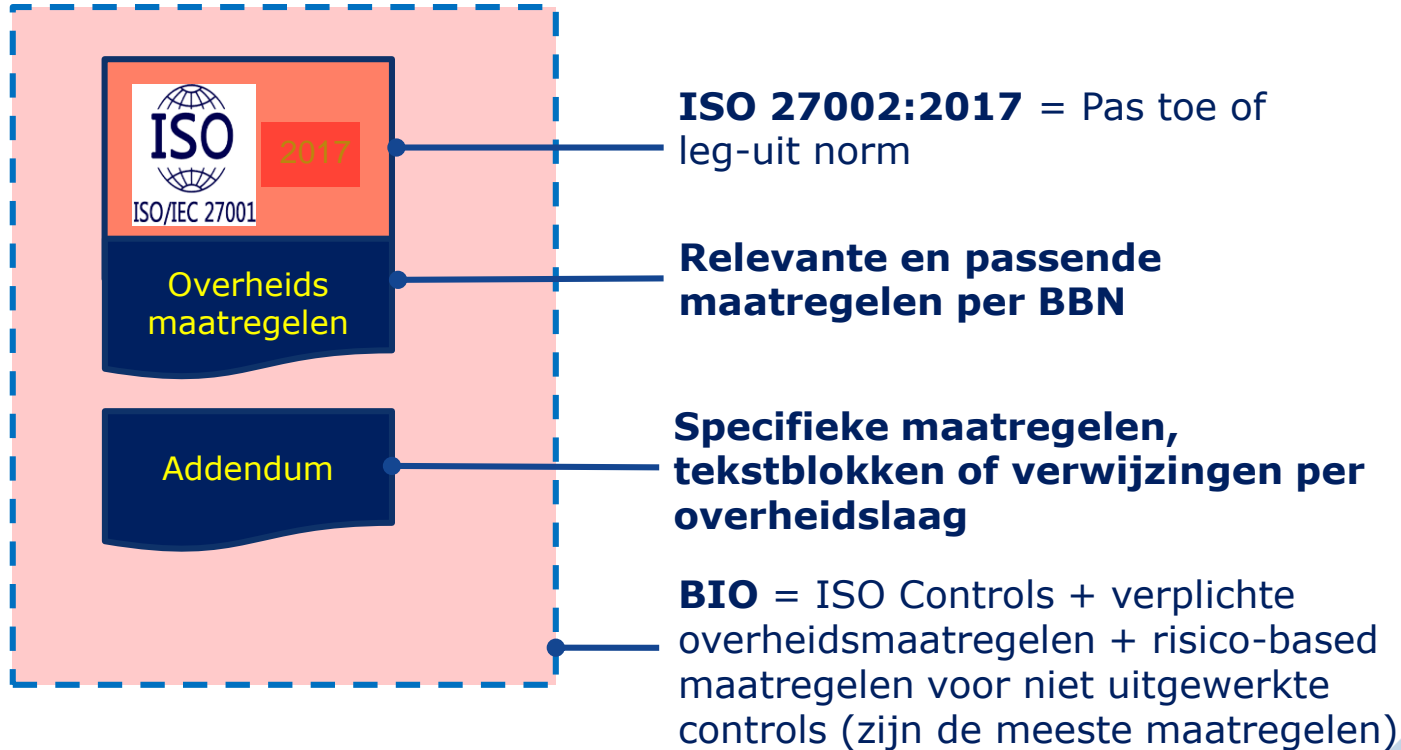 ISO
2017
ISO/IEC 27001
Overheids
maatregelen
Addendum
ISO 27002:2017 = Pas toe of
leg-uit norm
Relevante en passende
maatregelen per BBN
Specifieke maatregelen,
tekstblokken of verwijzingen per
overheidslaag
BIO = ISO Controls + verplichte
overheidsmaatregelen + risico-based
maatregelen voor niet uitgewerkte
controls (zijn de meeste maatregelen)